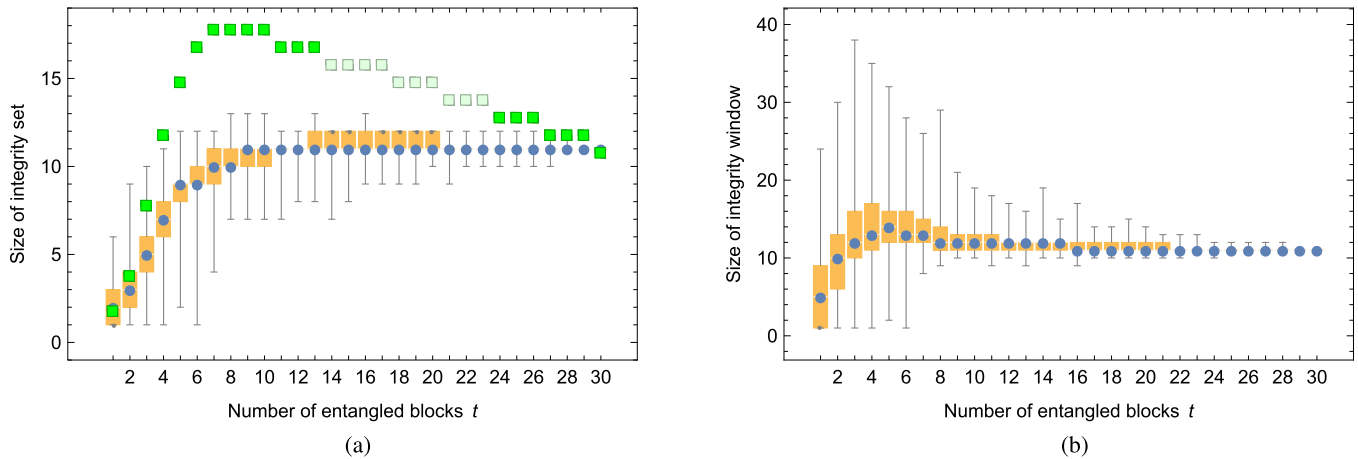 Size of integrity set
15
10
5
0
2 4 6 8 10 12 14 16 18 20 22 24 26 28 30
Number of entangled blocks t
(a)
Size of integrity window
40
30
20
10
0
2 4 6 8 10 12 14 16 18 20 22 24 26 28 30
Number of entangled blocks t
(b)